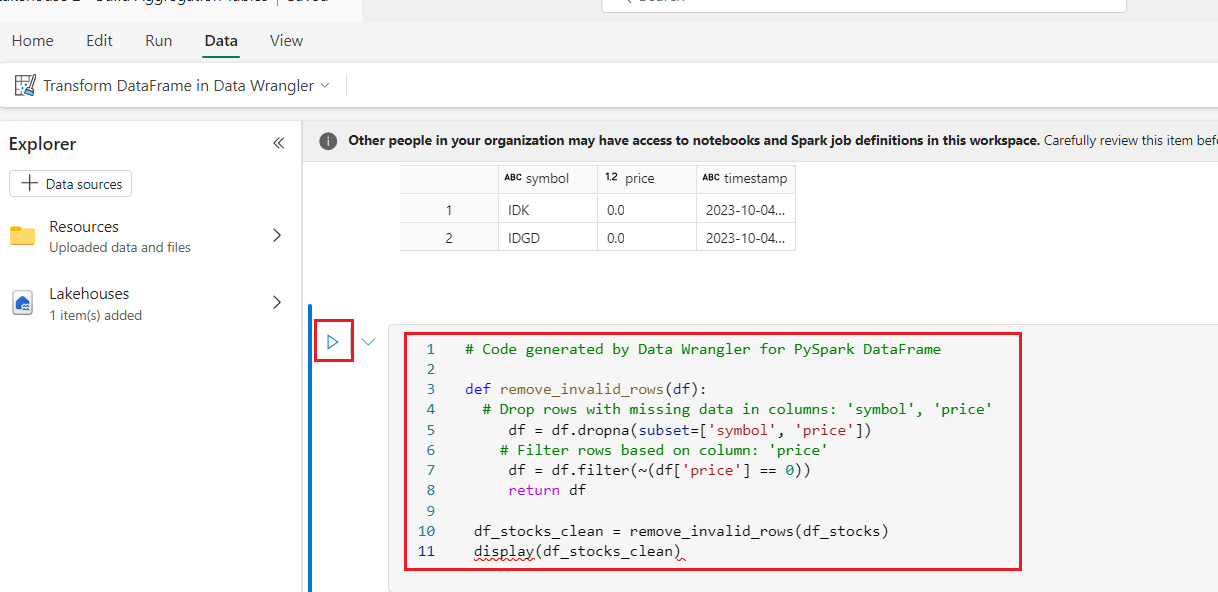 Home Edit Run Data View
Transform DataFrame in Data Wrangler
Explorer
Other people in your organization may have access to notebooks and Spark job definitions in this workspace. Carefully review this item
ABC symbol 1.2 price ABC timestamp
Data sources
1 IDK 0.0 2023-10-04...
Resources
2 IDGD 0.0 2023-10-04...
Uploaded data and files
Lakehouses
1 item(s) added
1 # Code generated by Data Wrangler for PySpark DataFrame
2
3 def remove_invalid_rows(df):
4 # Drop rows with missing data in columns: 'symbol', 'price'
5 df = df.dropna(subset=['symbol', 'price'])
6 # Filter rows based on column: 'price'
7 df = df.filter(~(df['price'] == 0))
8 return df
9
10 df_stocks_clean = remove_invalid_rows(df_stocks)
11 display(df_stocks_clean)